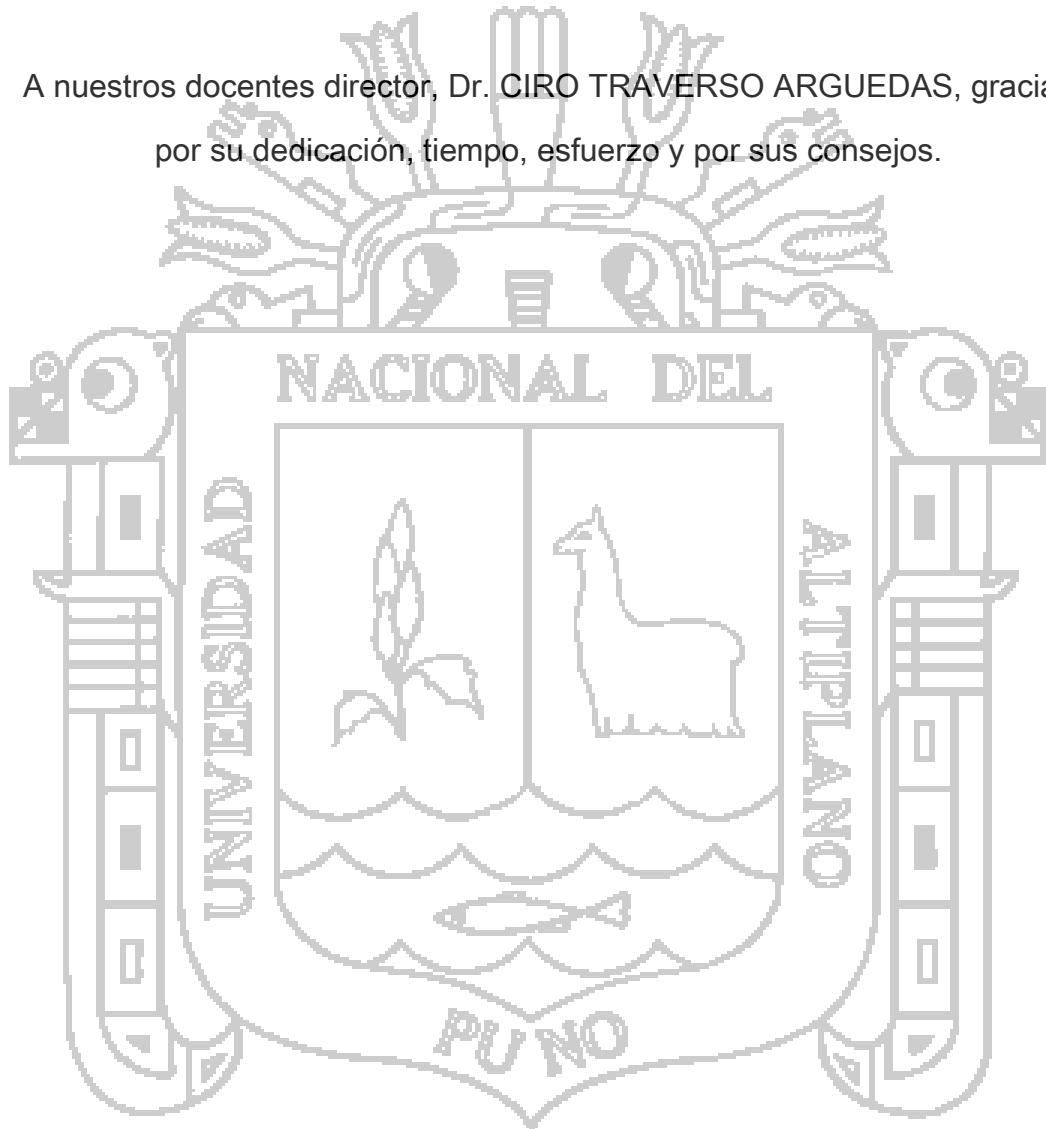 A nuestros docentes director, Dr. CIRO TRAVERSO ARGUEDAS, gracia
por su dedicación, tiempo, esfuerzo y por sus consejos.
NACIONAL DEL
UNIVERSIDAD
ALTIPLANO
PUNO